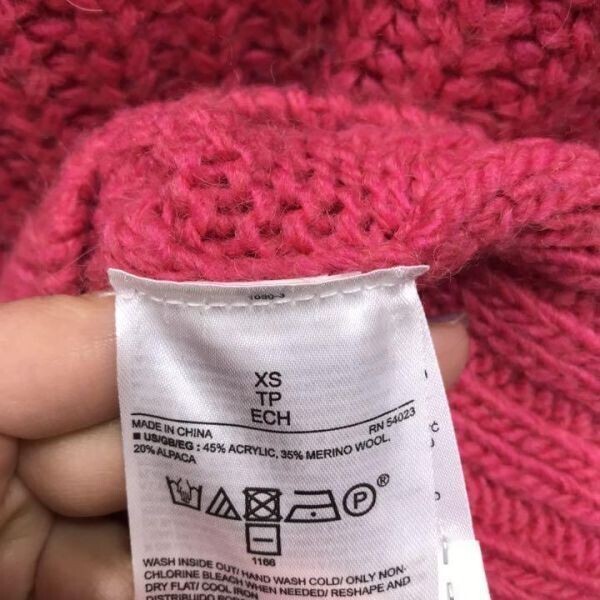 XS
TP
ECH
MADE IN CHINA RN 54023
■ US/GB/EG : 45% ACRYLIC, 35% MERINO WOOL,
20% ALPACA
P®
1166
WASH INSIDE OUT/ HAND WASH COLD/ ONLY NON-
CHLORINE BLEACH WHEN NEEDED/ RESHAPE AND
DRY FLAT/ COOL IRON